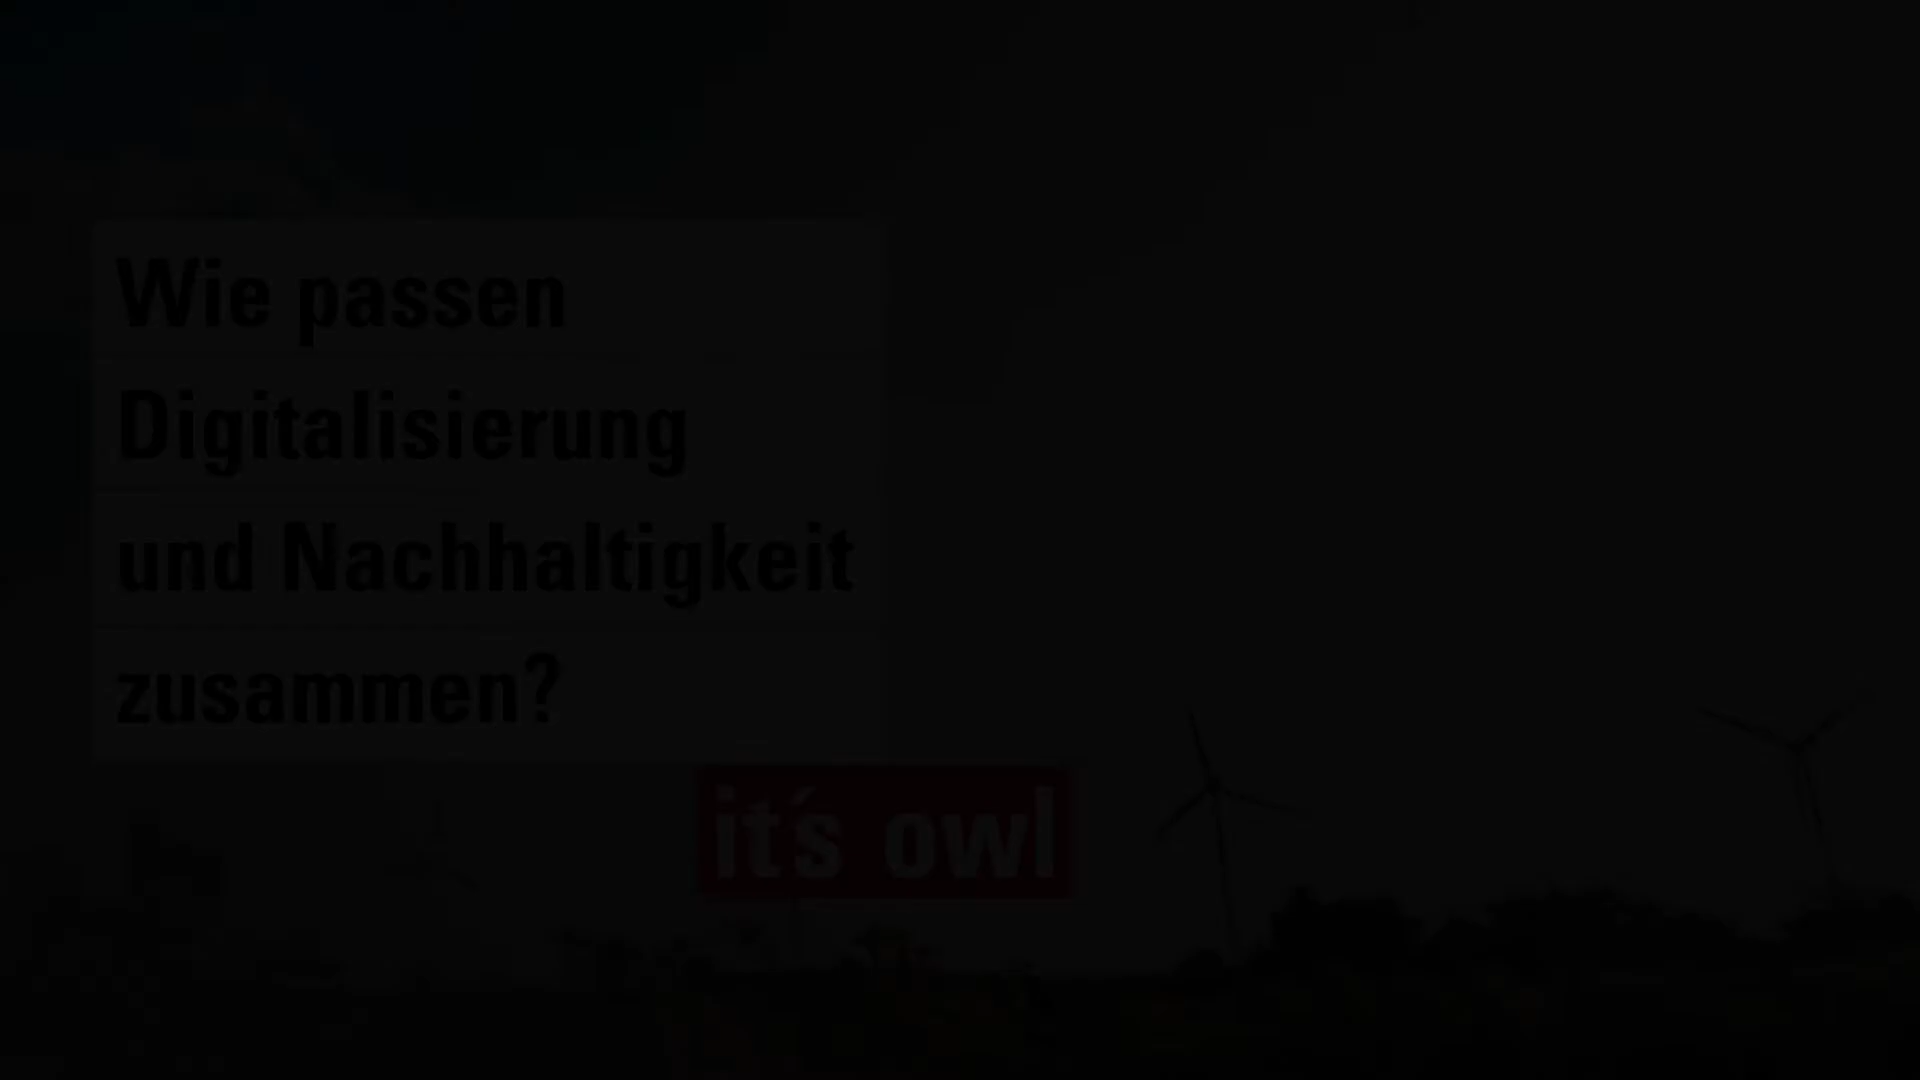 Wie passen
Digitalisierung
und Nachhaltigkeit
zusammen?
it's owl